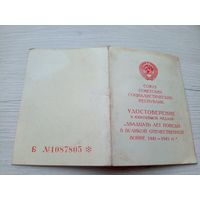 СОЮЗ
СОВЕТСКИХ
СОЦИАЛИСТИЧЕСКИХ
РЕСПУБЛИК
УДОСТОВЕРЕНИЕ
К ЮБИЛЕЙНОЙ МЕДАЛИ
„ДВАДЦАТЬ ЛЕТ ПОБЕДЫ
В ВЕЛИКОЙ ОТЕЧЕСТВЕННОЙ
ВОЙНЕ 1941—1945 гг.“
Б №1087805 *